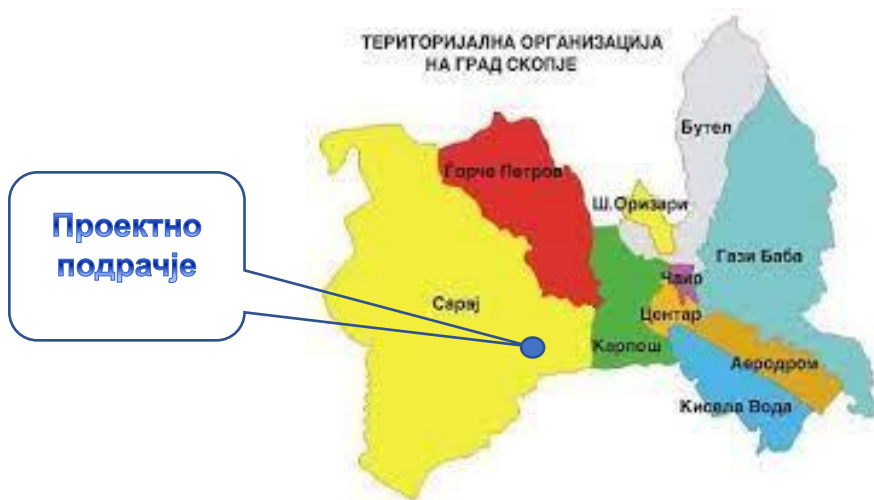 ТЕРИТОРИЈАЛНА ОРГАНИЗАЦИЈА
НА ГРАД СКОПЈЕ
Бутел
Ѓорче Петров
Ш.Оризари
Проектно
подрачје
Гази Баба
Чаир
Сарај
Центар
Карпош
Аеродром
Кисела Вода